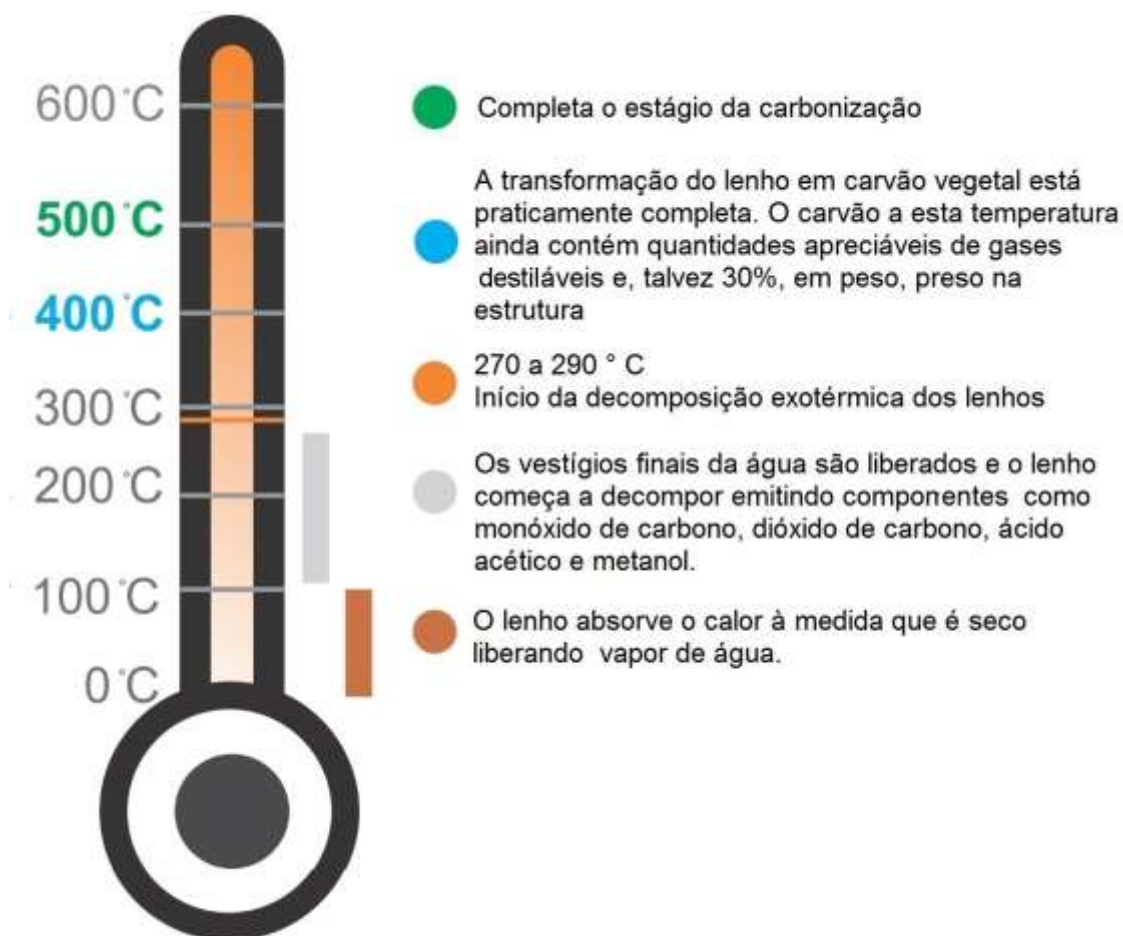 600 °C
Completa o estágio da carbonização
A transformação do lenho em carvão vegetal está
praticamente completa. O carvão a esta temperatura
ainda contém quantidades apreciáveis de gases
destiláveis e, talvez 30%, em peso, preso na
estrutura
500 °C
400 °C
270 a 290 ° C
Início da decomposição exotérmica dos lenhos
300 °C
Os vestígios finais da água são liberados e o lenho
começa a decompor emitindo componentes como
monóxido de carbono, dióxido de carbono, ácido
acético e metanol.
200 °C
100 °C
O lenho absorve o calor à medida que é seco
liberando vapor de água.
0 °C